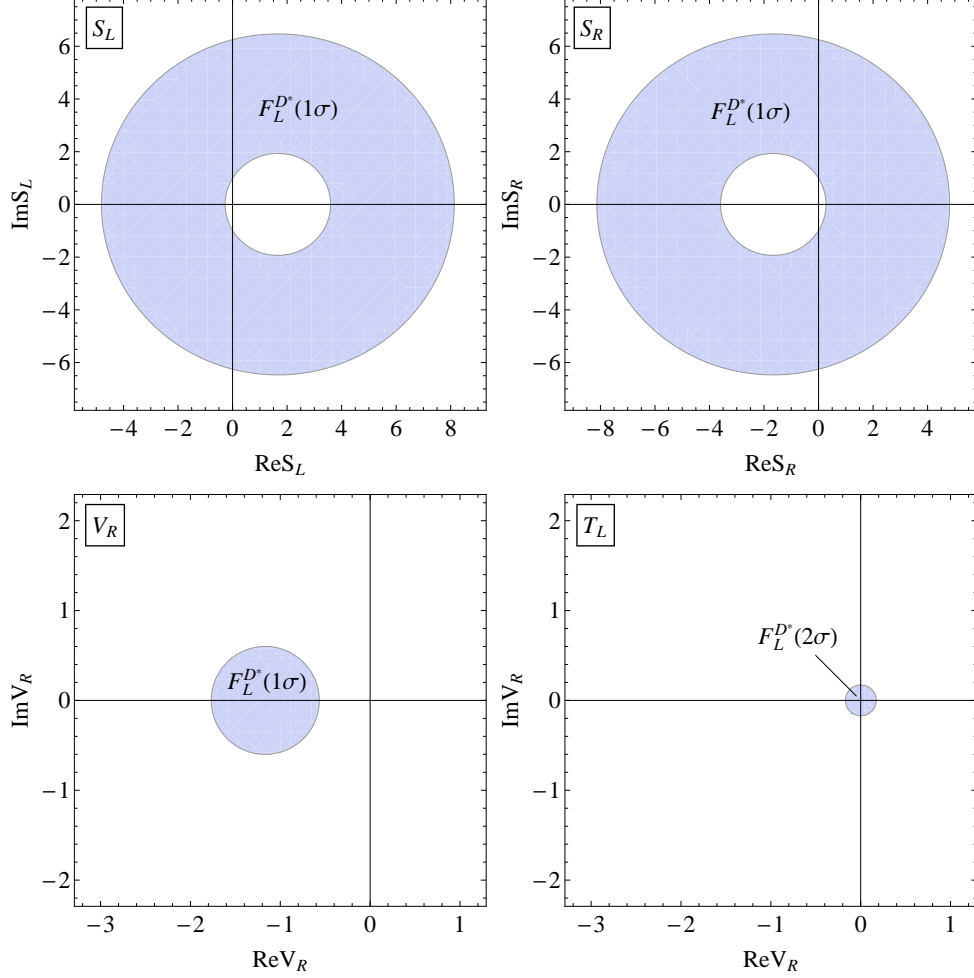 S_L
F_L^{D*}(1σ)
6
4
2
0
−2
−4
−6
ImS_L
−4 −2 0 2 4 6 8
ReS_L
S_R
F_L^{D*}(1σ)
6
4
2
0
−2
−4
−6
ImS_R
−8 −6 −4 −2 0 2 4
ReS_R
V_R
F_L^{D*}(1σ)
2
1
0
−1
−2
ImV_R
−3 −2 −1 0 1
ReV_R
T_L
F_L^{D*}(2σ)
2
1
0
−1
−2
ImV_R
−3 −2 −1 0 1
ReV_R